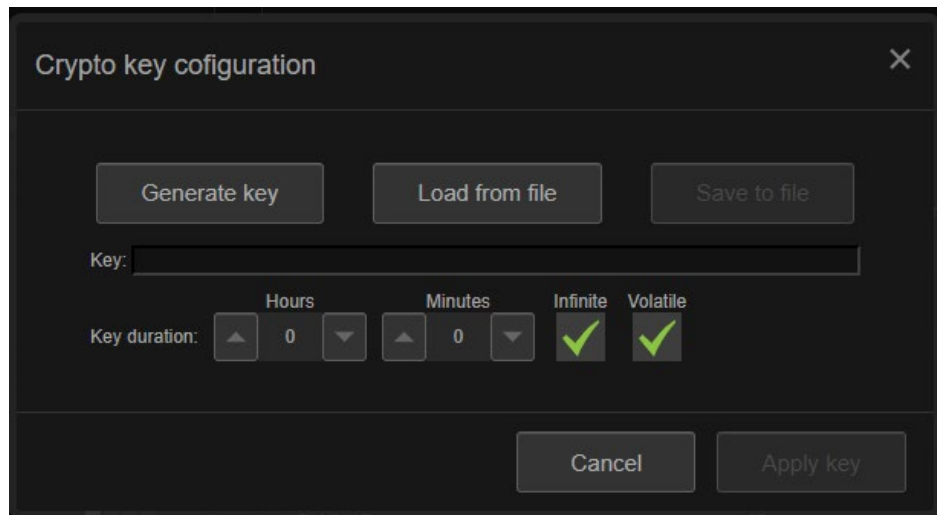 Crypto key cofiguration
Generate key Load from file Save to file
Key:
Hours Minutes Infinite Volatile
Key duration: 0 0
Cancel Apply key